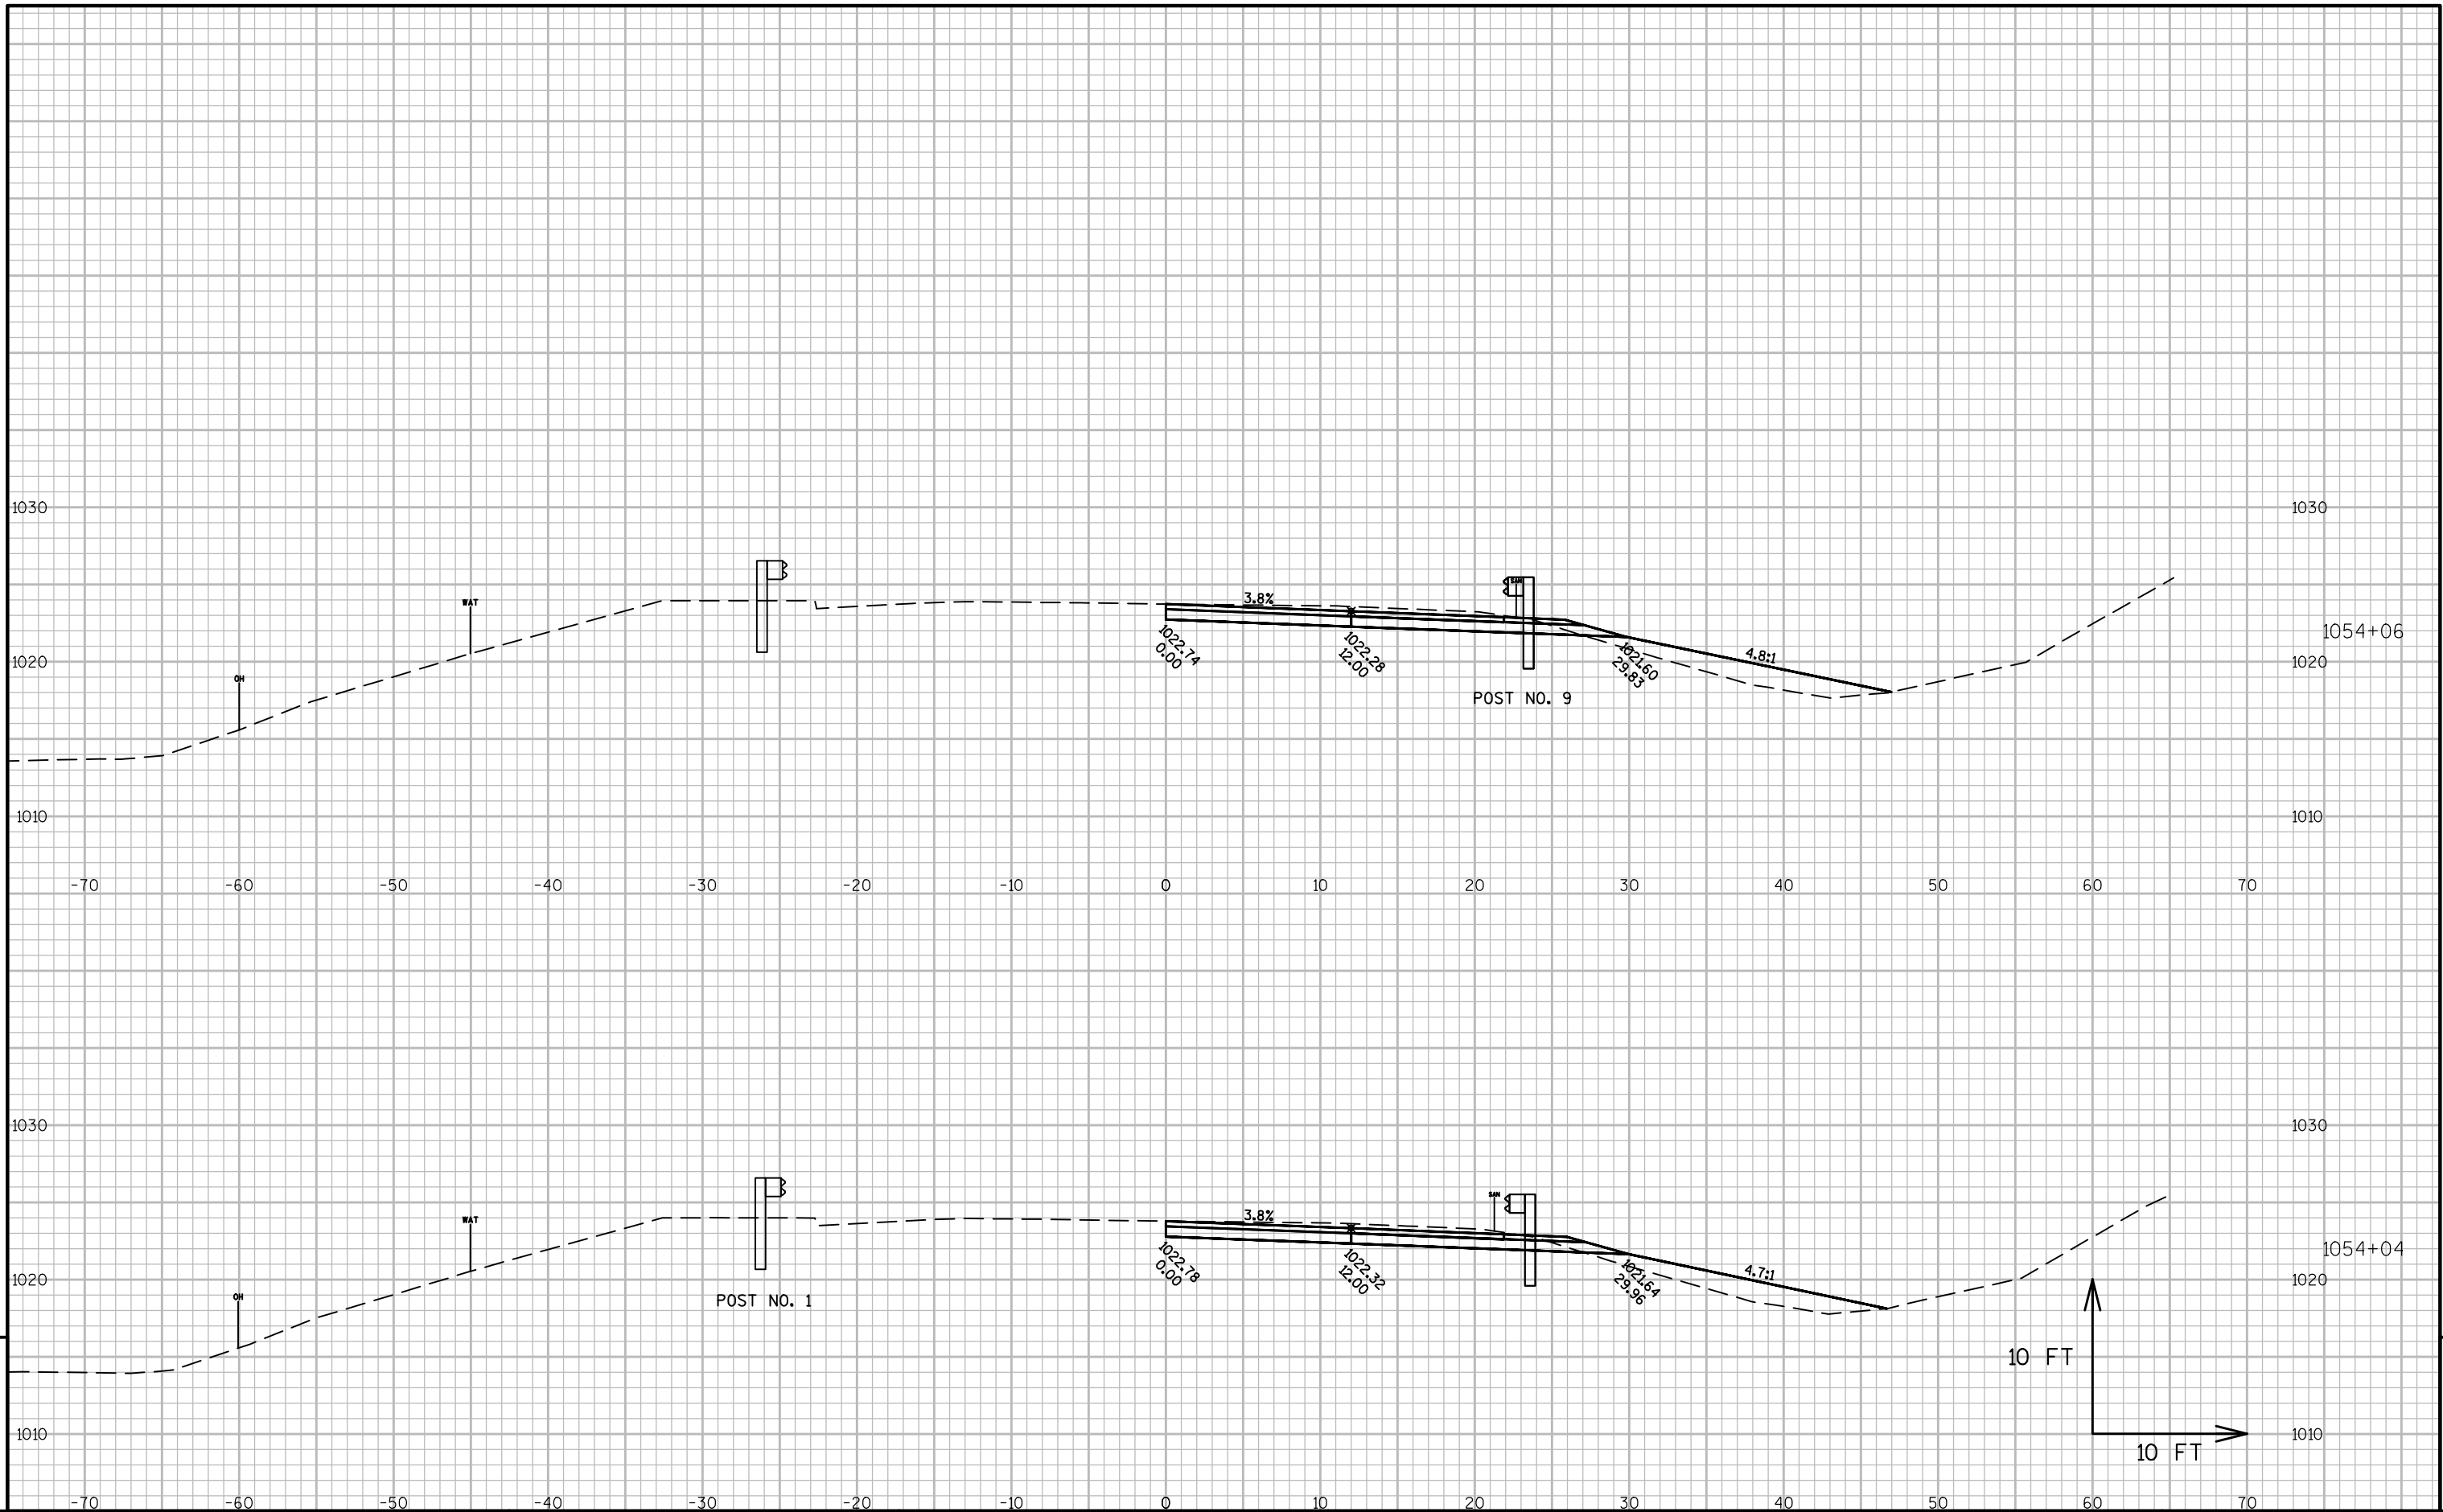 1030 1030
WAT 3.8% SAN
1054+06
1020 1022.74 1022.28 1021.60 4.8:1 1020
0.00 12.00 29.83
OH
POST NO. 9
1010 1010
-70 -60 -50 -40 -30 -20 -10 0 10 20 30 40 50 60 70
1030 1030
SAN
WAT 3.8%
1054+04
1020 1022.78 1022.32 1021.64 4.7:1 1020
0.00 12.00 29.96
OH
POST NO. 1
10 FT
1010 1010
10 FT
-70 -60 -50 -40 -30 -20 -10 0 10 20 30 40 50 60 70